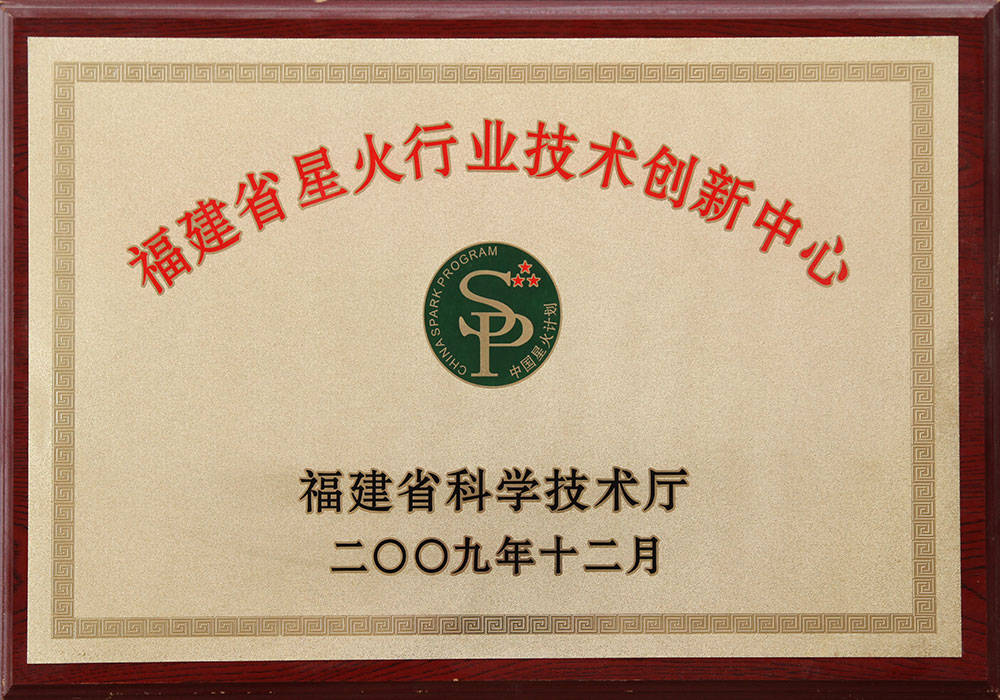 福建省星火行业技术创新中心
CHINA SPARK PROGRAM
SP
中国星火计划
福建省科学技术厅
二〇〇九年十二月